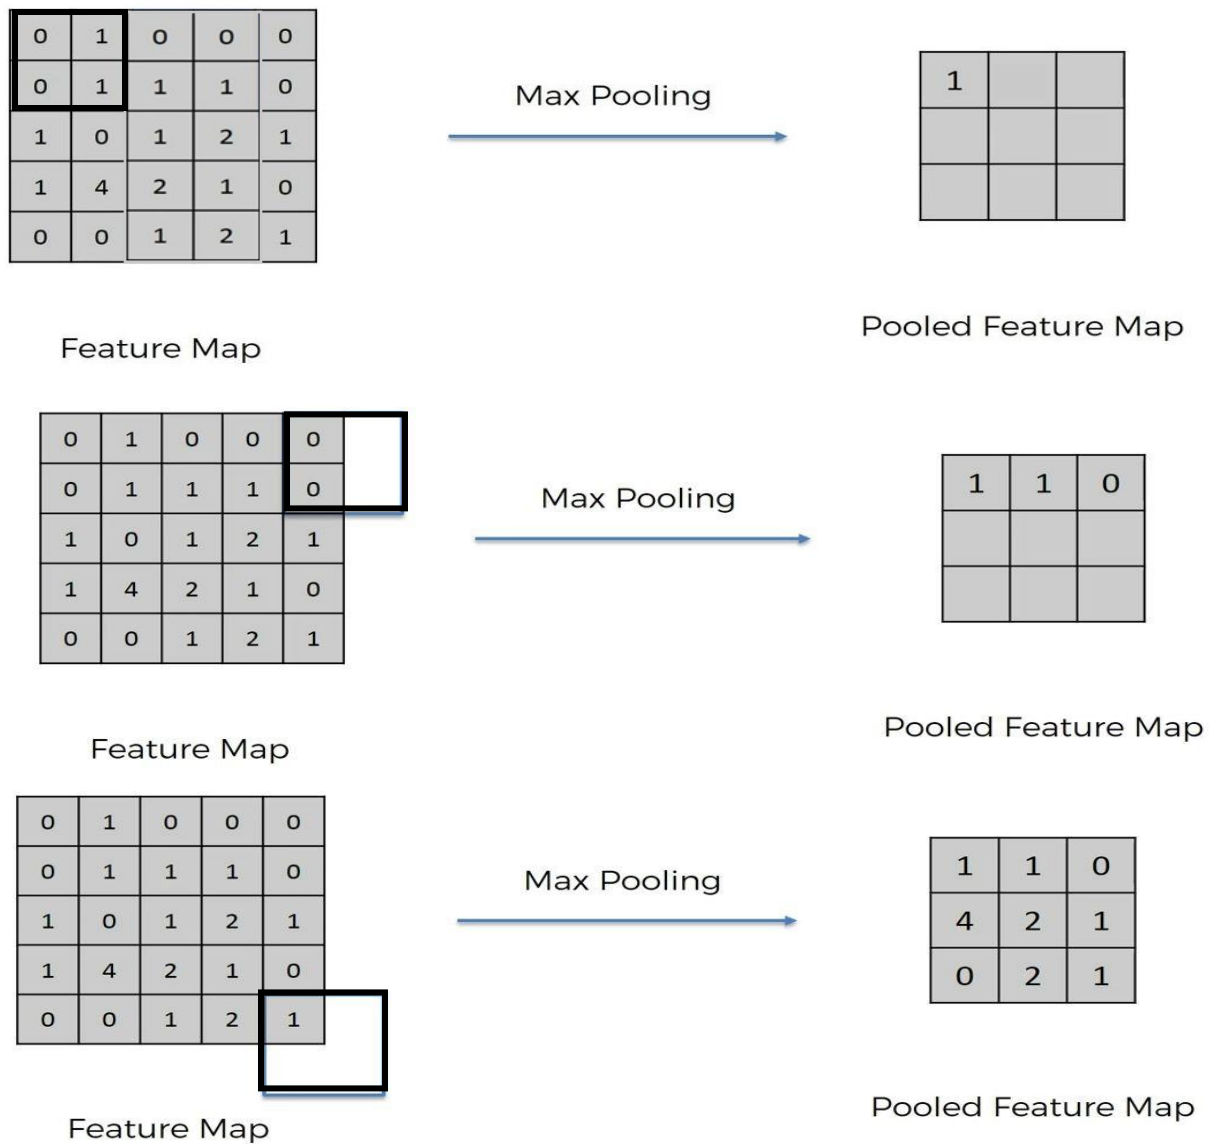 0 1 0 0 0
0 1 1 1 0
1 0 1 2 1
1 4 2 1 0
0 0 1 2 1
Feature Map
Max Pooling
1
Pooled Feature Map
0 1 0 0 0
0 1 1 1 0
1 0 1 2 1
1 4 2 1 0
0 0 1 2 1
Feature Map
Max Pooling
1 1 0
Pooled Feature Map
0 1 0 0 0
0 1 1 1 0
1 0 1 2 1
1 4 2 1 0
0 0 1 2 1
Feature Map
Max Pooling
1 1 0
4 2 1
0 2 1
Pooled Feature Map